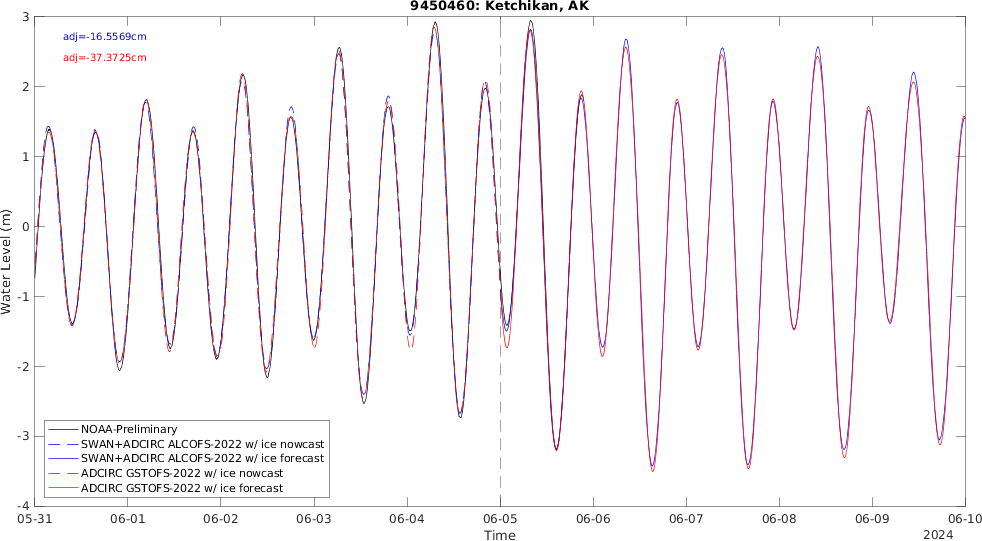 9450460: Ketchikan, AK
adj=-16.5569cm
adj=-37.3725cm
3
2
1
0
-1
-2
-3
-4
Water Level (m)
NOAA-Preliminary
SWAN+ADCIRC ALCOFS-2022 w/ ice nowcast
SWAN+ADCIRC ALCOFS-2022 w/ ice forecast
ADCIRC GSTOFS-2022 w/ ice nowcast
ADCIRC GSTOFS-2022 w/ ice forecast
05-31 06-01 06-02 06-03 06-04 06-05 06-06 06-07 06-08 06-09 06-10
Time
2024